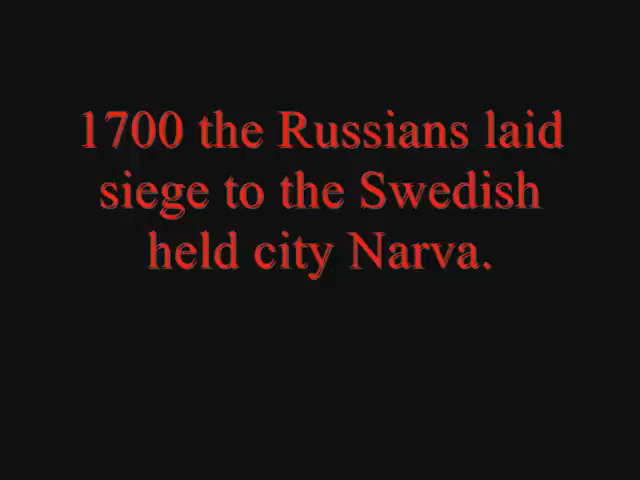 1700 the Russians laid
siege to the Swedish
held city Narva.